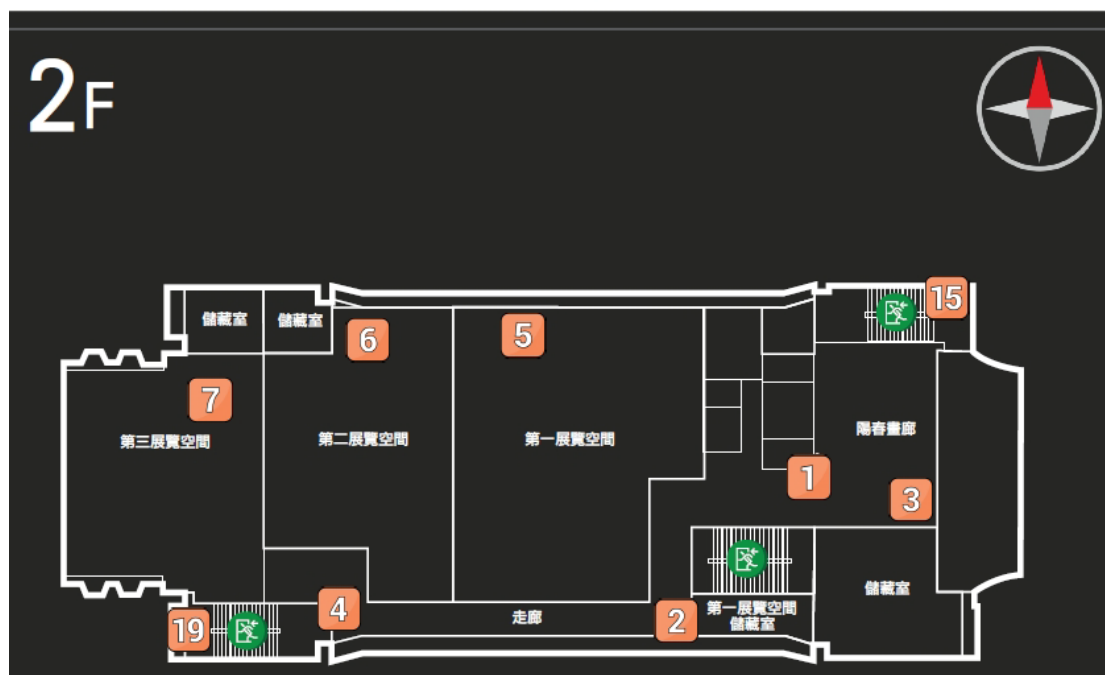 2F
15
儲藏室
儲藏室
6
5
7
第三展覽空間
第二展覽空間
第一展覽空間
陽春畫廊
1
3
儲藏室
4
走廊
2
第一展覽空間
儲藏室
19